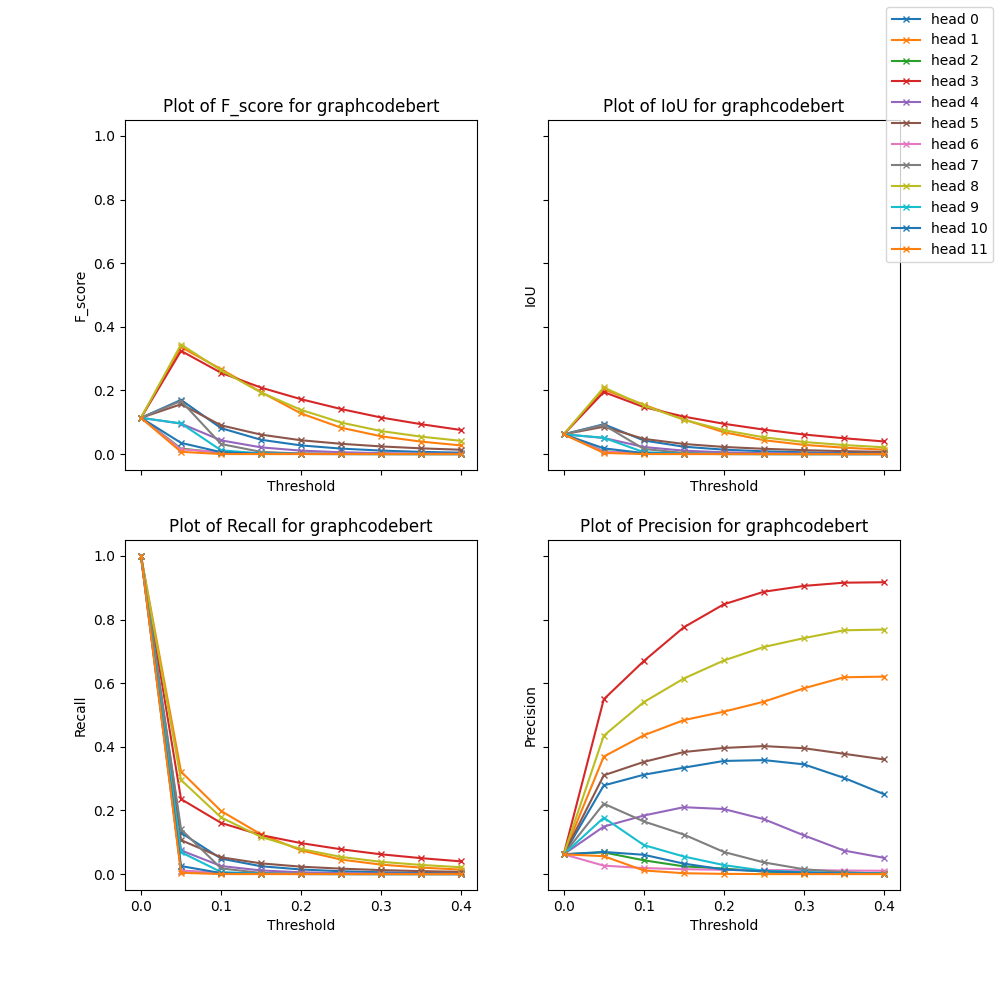 head 0
head 1
head 2
head 3
head 4
head 5
head 6
head 7
head 8
head 9
head 10
head 11
Plot of F_score for graphcodebert
1.0
0.8
0.6
0.4
0.2
0.0
F_score
Threshold
Plot of IoU for graphcodebert
IoU
Threshold
Plot of Recall for graphcodebert
1.0
0.8
0.6
0.4
0.2
0.0
Recall
0.0 0.1 0.2 0.3 0.4
Threshold
Plot of Precision for graphcodebert
Precision
0.0 0.1 0.2 0.3 0.4
Threshold